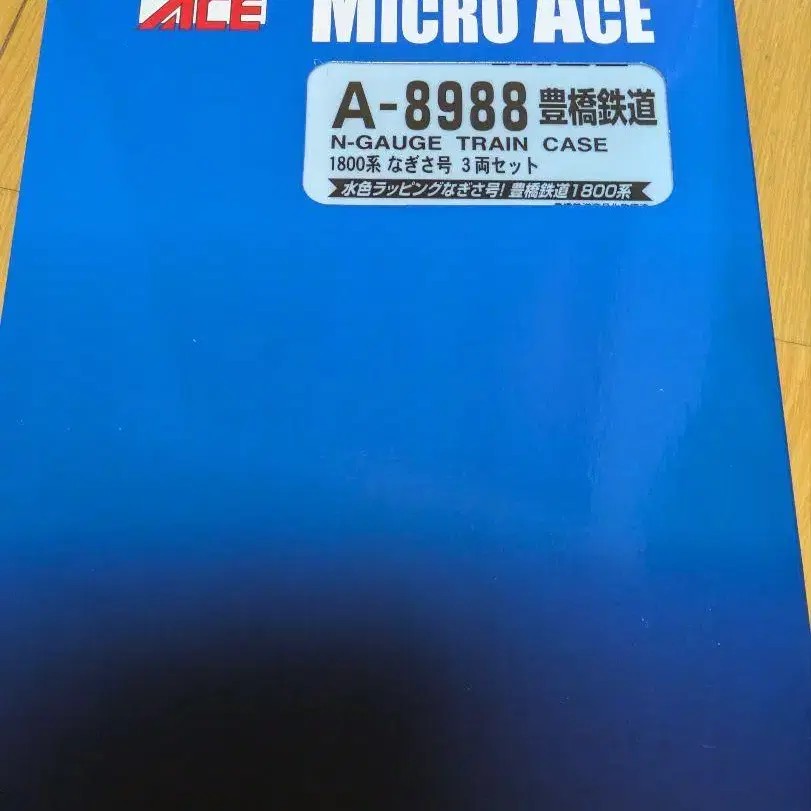 ACE
MICRO ACE
A-8988 豊橋鉄道
N-GAUGE TRAIN CASE
1800系 なぎさ号 3両セット
水色ラッピングなぎさ号! 豊橋鉄道1800系